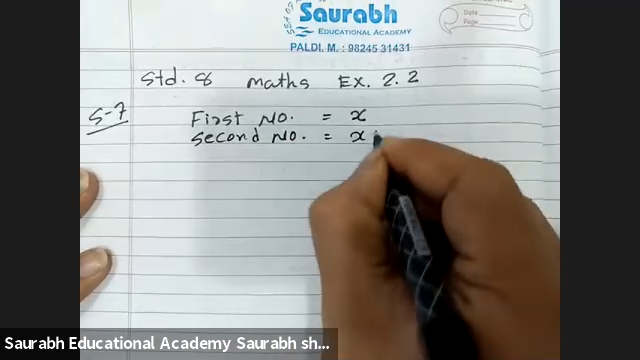 Saurabh
EDUCATIONAL ACADEMY
PALDI. M. : 98245 31431
Date
Page
Std. 8 maths EX. 2.2
S-7 First NO. = x
Second NO. = x
Saurabh Educational Academy Saurabh sh...